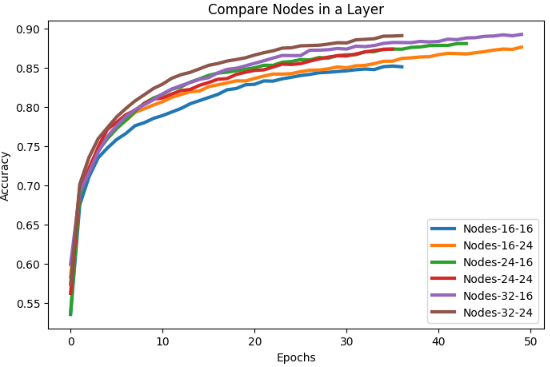 Compare Nodes in a Layer
0.90
0.85
0.80
0.75
0.70
0.65
0.60
0.55
Accuracy
0
10
20
30
40
50
Epochs
Nodes-16-16
Nodes-16-24
Nodes-24-16
Nodes-24-24
Nodes-32-16
Nodes-32-24